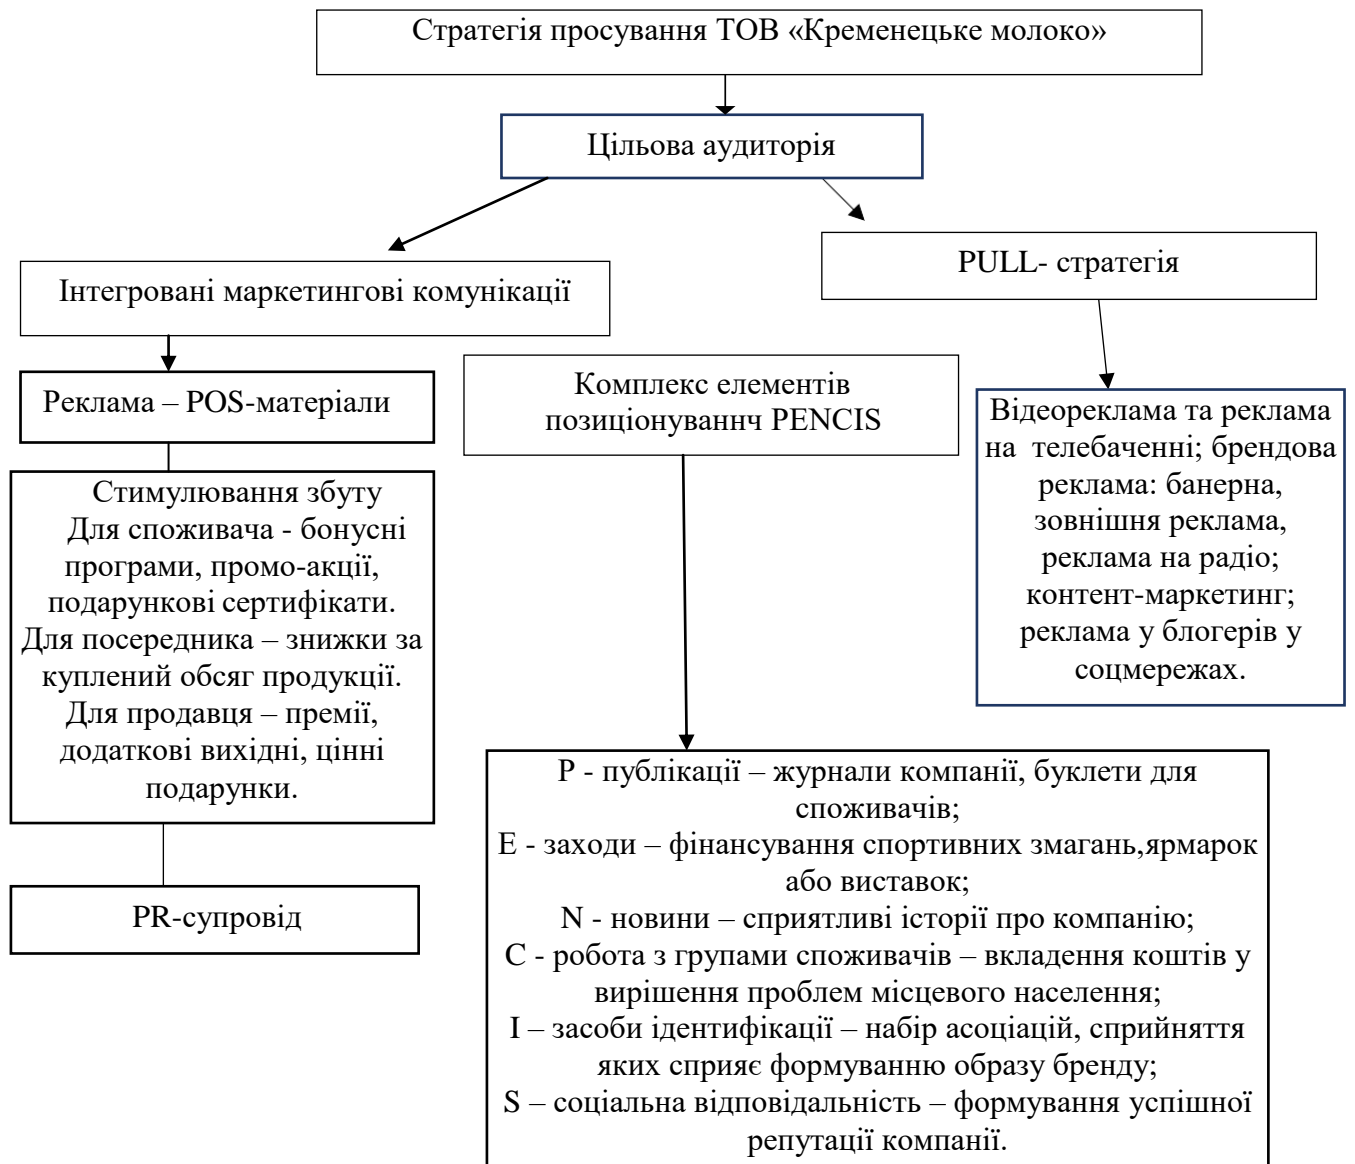 Стратегія просування ТОВ «Кременецьке молоко»
Цільова аудиторія
Інтегровані маркетингові комунікації
PULL- стратегія
Реклама – POS-матеріали
Комплекс елементів
позиціонуваннч PENCIS
Стимулювання збуту
Для споживача - бонусні
програми, промо-акції,
подарункові сертифікати.
Для посередника – знижки за
куплений обсяг продукції.
Для продавця – премії,
додаткові вихідні, цінні
подарунки.
Відеореклама та реклама
на телебаченні; брендова
реклама: банерна,
зовнішня реклама,
реклама на радіо;
контент-маркетинг;
реклама у блогерів у
соцмережах.
PR-супровід
P - публікації – журнали компанії, буклети для
споживачів;
E - заходи – фінансування спортивних змагань,ярмарок
або виставок;
N - новини – сприятливі історії про компанію;
C - робота з групами споживачів – вкладення коштів у
вирішення проблем місцевого населення;
I – засоби ідентифікації – набір асоціацій, сприйняття
яких сприяє формуванню образу бренду;
S – соціальна відповідальність – формування успішної
репутації компанії.